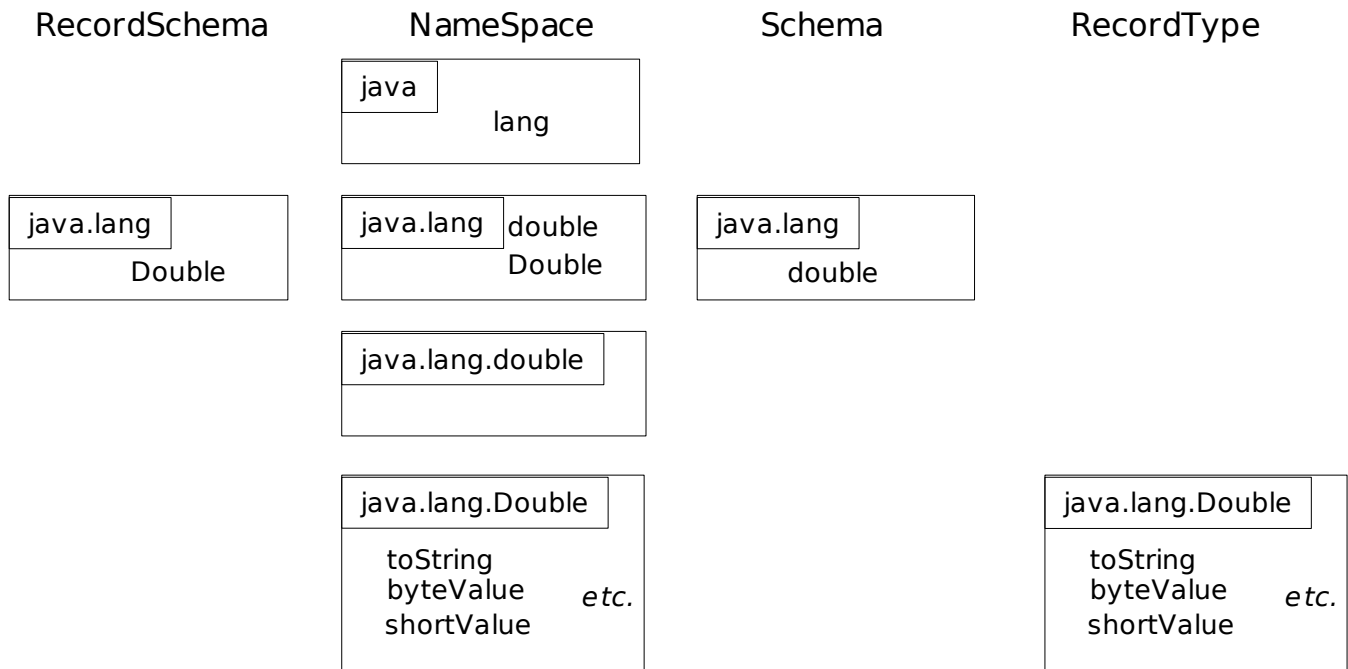 RecordSchema NameSpace Schema RecordType
java
lang
java.lang
Double
java.lang
double
Double
java.lang
double
java.lang.double
java.lang.Double
toString
byteValue
shortValue
etc.
java.lang.Double
toString
byteValue
shortValue
etc.